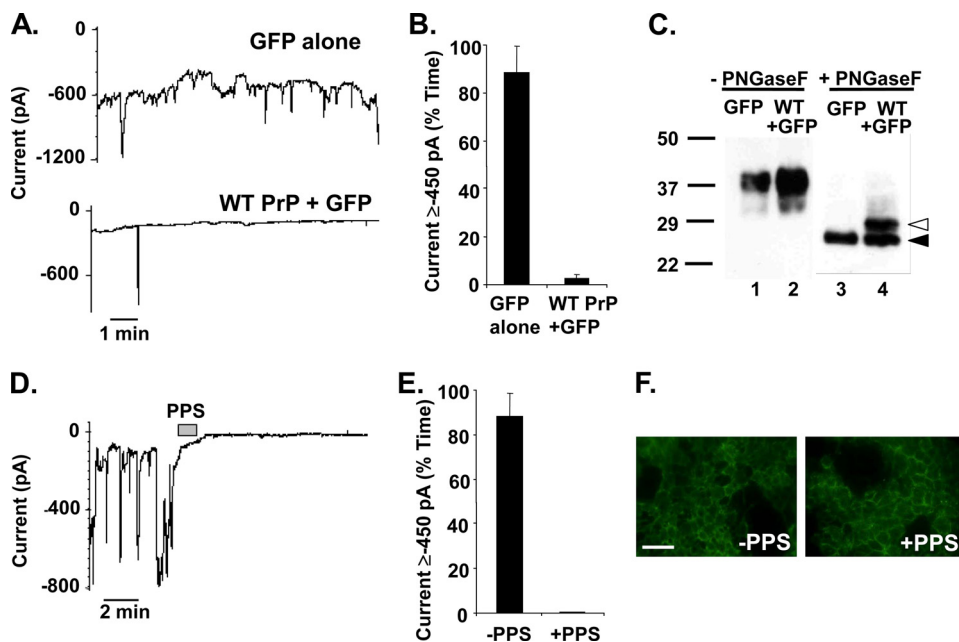 A.
GFP alone
0
-600
-1200
Current (pA)
WT PrP + GFP
0
-600
1 min
B.
Current ≥-450 pA (% Time)
100
80
60
40
20
0
GFP alone
WT PrP +GFP
C.
- PNGaseF + PNGaseF
GFP WT +GFP GFP WT +GFP
50
37
29
22
1 2 3 4
D.
PPS
Current (pA)
0
-400
-800
2 min
E.
Current ≥-450 pA (% Time)
100
80
60
40
20
0
-PPS +PPS
F.
-PPS
+PPS